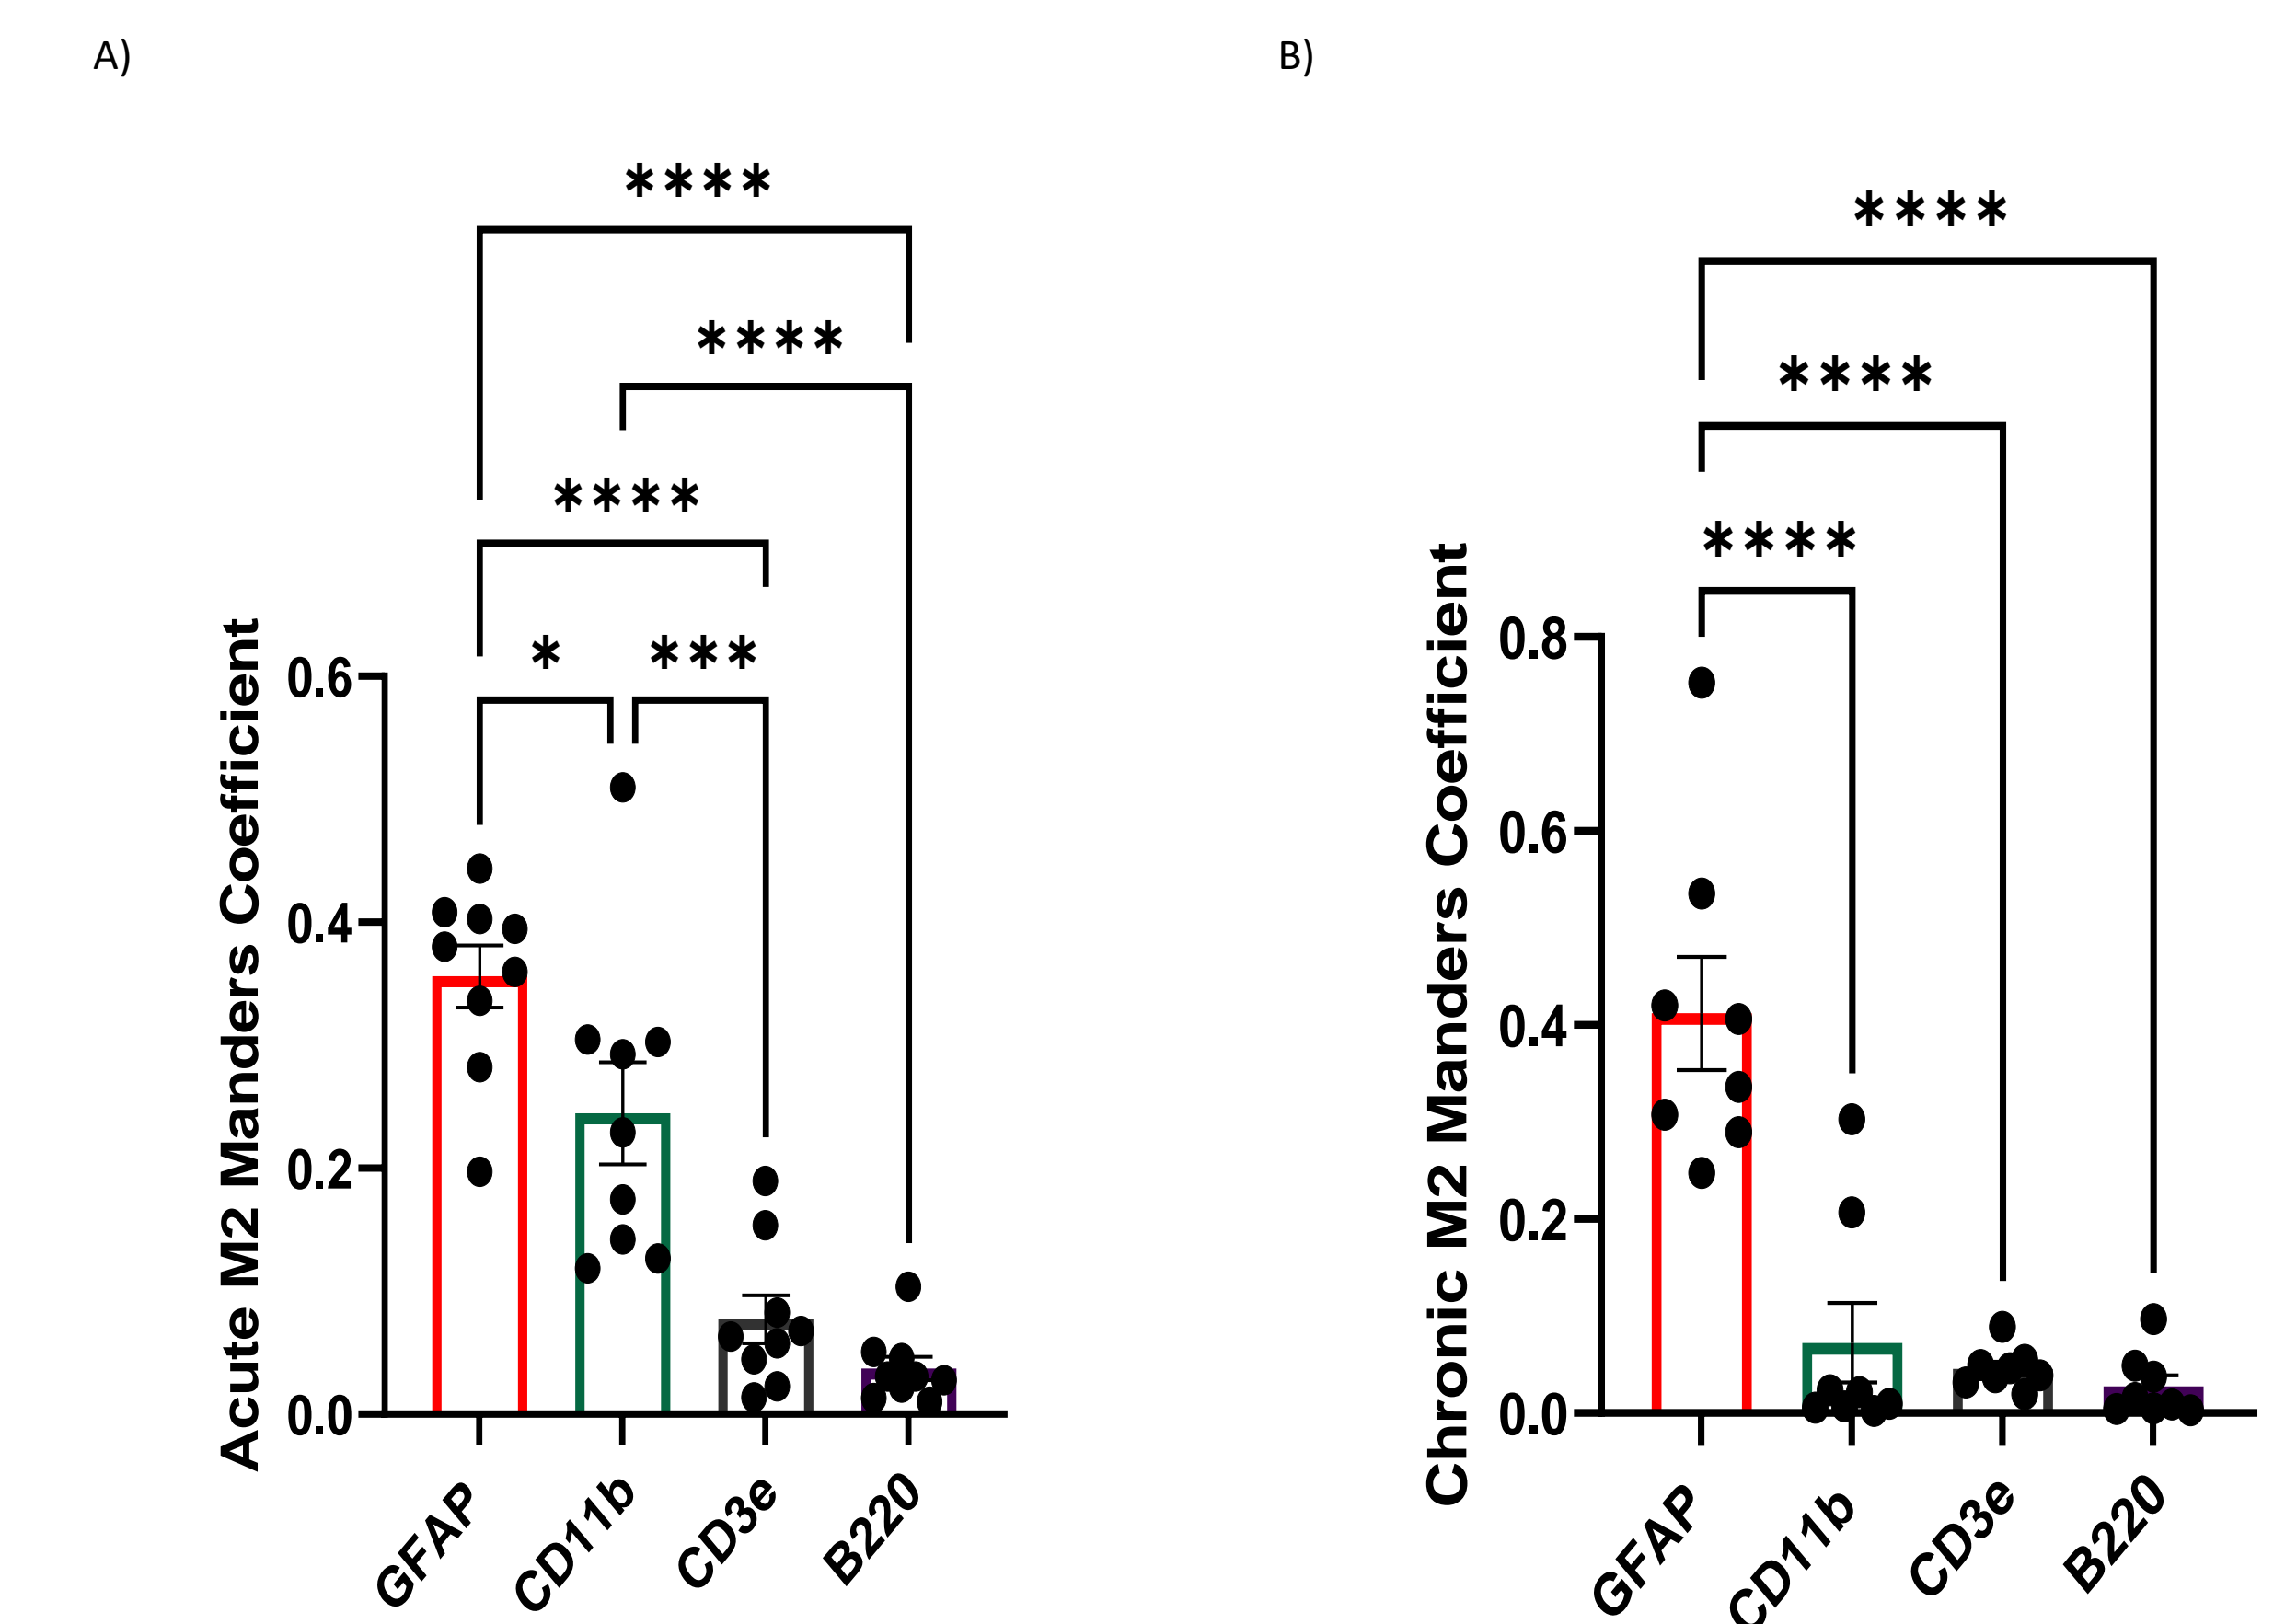 A)
****
****
****
* ***
Acute M2 Manders Coefficient
0.6
0.4
0.2
0.0
GFAP
CD11b
CD3e
B220
B)
****
****
****
Chronic M2 Manders Coefficient
0.8
0.6
0.4
0.2
0.0
GFAP
CD11b
CD3e
B220